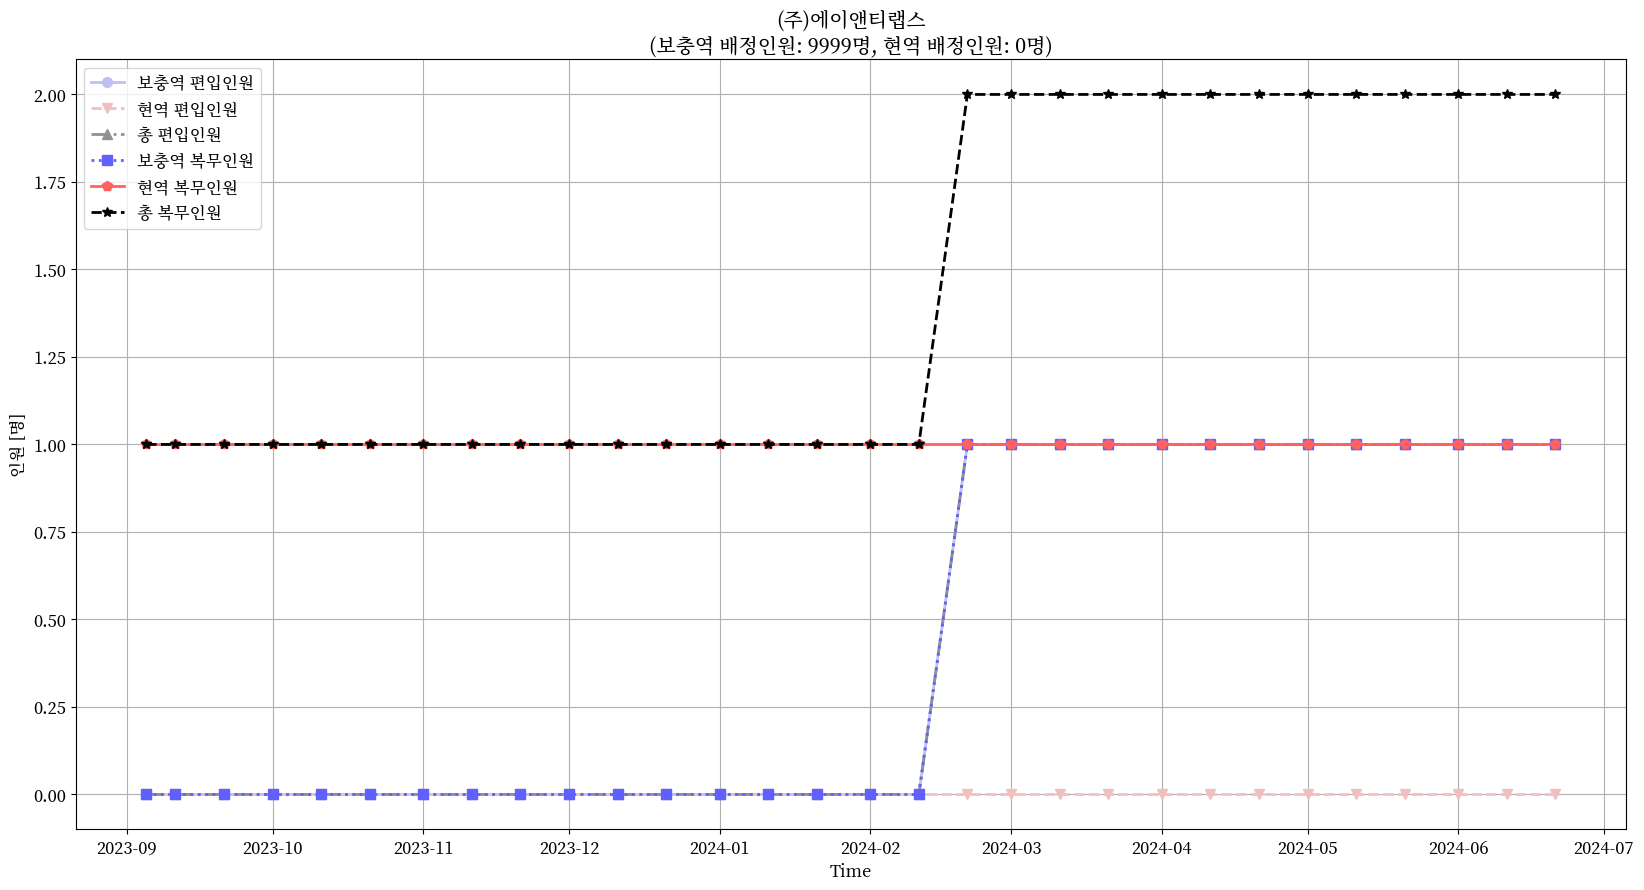 (주)에이앤티랩스
(보충역 배정인원: 9999명, 현역 배정인원: 0명)
보충역 편입인원
현역 편입인원
총 편입인원
보충역 복무인원
현역 복무인원
총 복무인원
2.00
1.75
1.50
1.25
1.00
0.75
0.50
0.25
0.00
인원 [명]
2023-09
2023-10
2023-11
2023-12
2024-01
2024-02
2024-03
2024-04
2024-05
2024-06
2024-07
Time